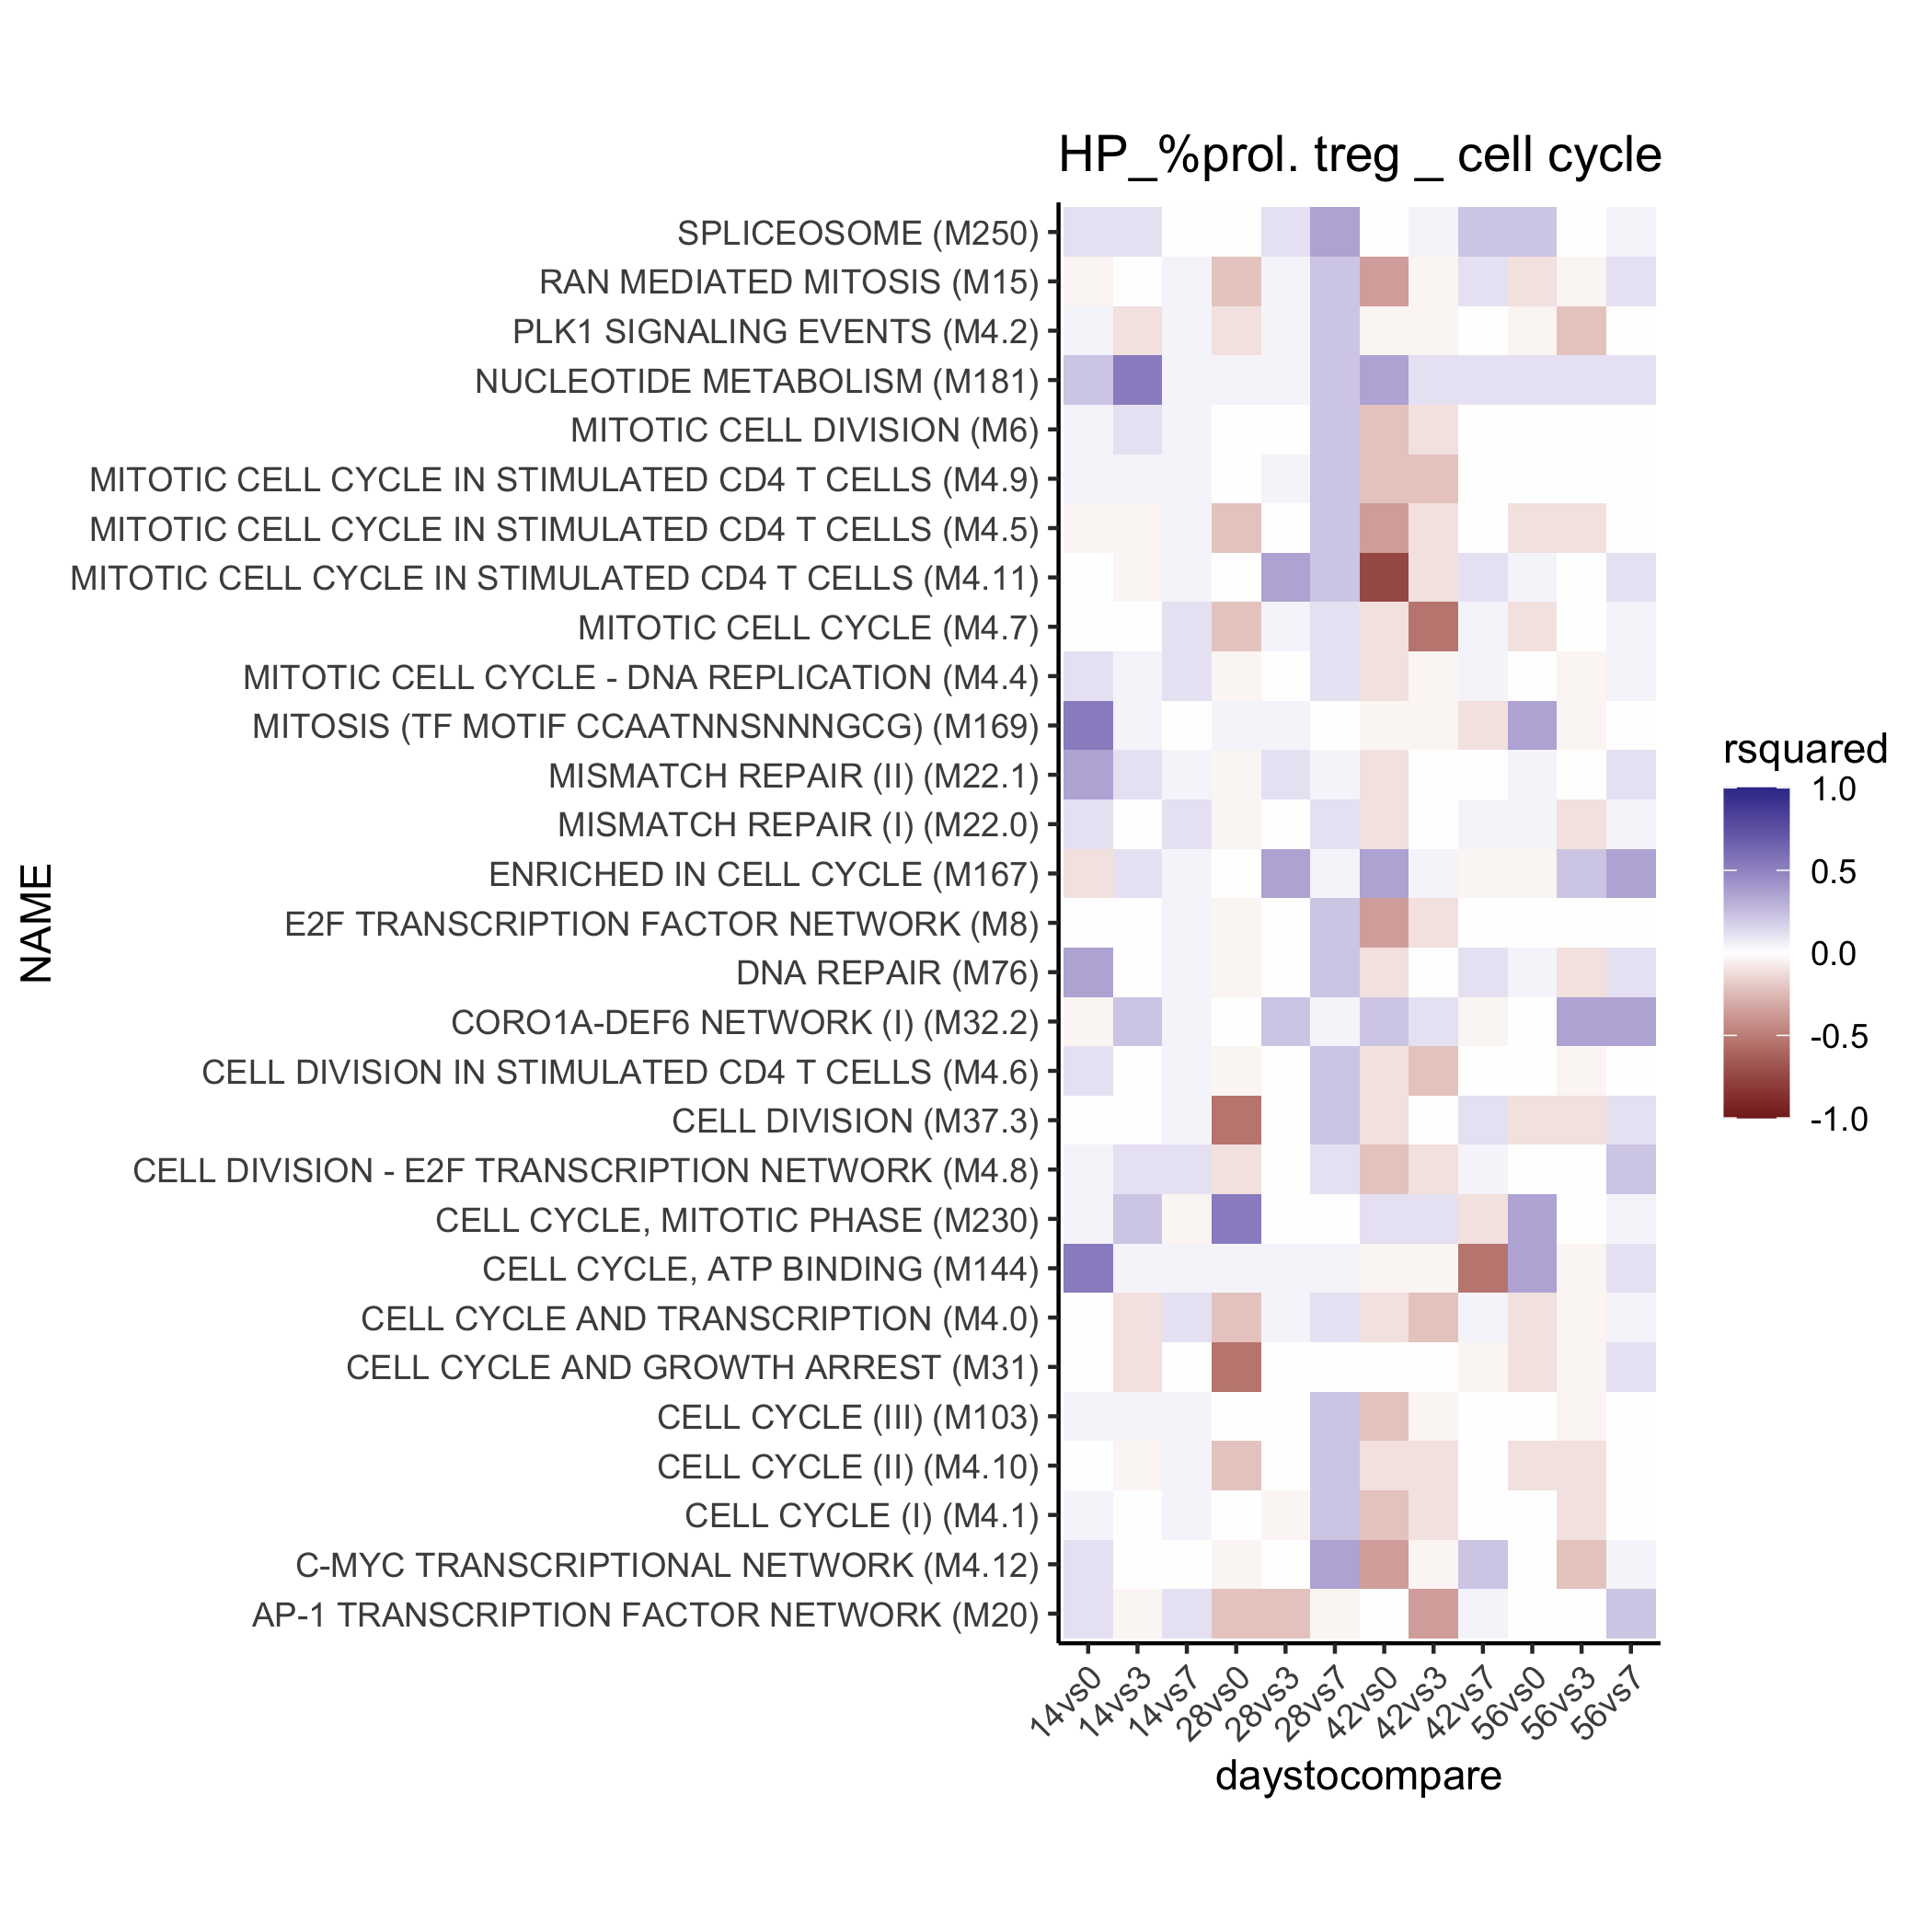 HP_%prol. treg _ cell cycle
SPLICEOSOME (M250)
RAN MEDIATED MITOSIS (M15)
PLK1 SIGNALING EVENTS (M4.2)
NUCLEOTIDE METABOLISM (M181)
MITOTIC CELL DIVISION (M6)
MITOTIC CELL CYCLE IN STIMULATED CD4 T CELLS (M4.9)
MITOTIC CELL CYCLE IN STIMULATED CD4 T CELLS (M4.5)
MITOTIC CELL CYCLE IN STIMULATED CD4 T CELLS (M4.11)
MITOTIC CELL CYCLE (M4.7)
MITOTIC CELL CYCLE - DNA REPLICATION (M4.4)
MITOSIS (TF MOTIF CCAATNNSNNNGCG) (M169)
MISMATCH REPAIR (II) (M22.1)
MISMATCH REPAIR (I) (M22.0)
ENRICHED IN CELL CYCLE (M167)
E2F TRANSCRIPTION FACTOR NETWORK (M8)
DNA REPAIR (M76)
CORO1A-DEF6 NETWORK (I) (M32.2)
CELL DIVISION IN STIMULATED CD4 T CELLS (M4.6)
CELL DIVISION (M37.3)
CELL DIVISION - E2F TRANSCRIPTION NETWORK (M4.8)
CELL CYCLE, MITOTIC PHASE (M230)
CELL CYCLE, ATP BINDING (M144)
CELL CYCLE AND TRANSCRIPTION (M4.0)
CELL CYCLE AND GROWTH ARREST (M31)
CELL CYCLE (III) (M103)
CELL CYCLE (II) (M4.10)
CELL CYCLE (I) (M4.1)
C-MYC TRANSCRIPTIONAL NETWORK (M4.12)
AP-1 TRANSCRIPTION FACTOR NETWORK (M20)
NAME
14vs0
14vs3
14vs7
28vs0
28vs3
28vs7
42vs0
42vs3
42vs7
56vs0
56vs3
56vs7
daystocompare
rsquared
1.0
0.5
0.0
-0.5
-1.0